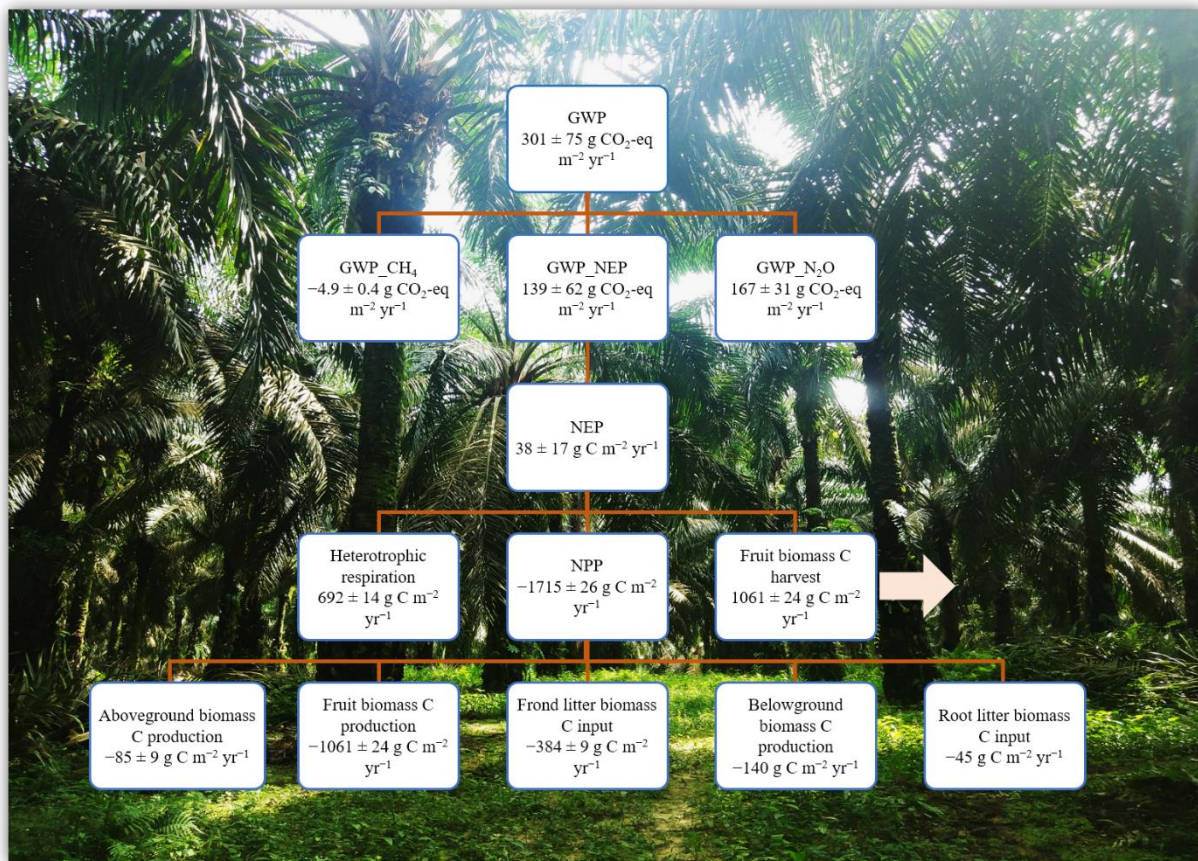 GWP
301 ± 75 g CO₂-eq
m⁻² yr⁻¹
GWP_CH₄
−4.9 ± 0.4 g CO₂-eq
m⁻² yr⁻¹
GWP_NEP
139 ± 62 g CO₂-eq
m⁻² yr⁻¹
GWP_N₂O
167 ± 31 g CO₂-eq
m⁻² yr⁻¹
NEP
38 ± 17 g C m⁻² yr⁻¹
Heterotrophic
respiration
692 ± 14 g C m⁻²
yr⁻¹
NPP
−1715 ± 26 g C m⁻²
yr⁻¹
Fruit biomass C
harvest
1061 ± 24 g C m⁻²
yr⁻¹
Aboveground biomass
C production
−85 ± 9 g C m⁻² yr⁻¹
Fruit biomass C
production
−1061 ± 24 g C m⁻²
yr⁻¹
Frond litter biomass
C input
−384 ± 9 g C m⁻²
yr⁻¹
Belowground
biomass C
production
−140 g C m⁻² yr⁻¹
Root litter biomass
C input
−45 g C m⁻² yr⁻¹